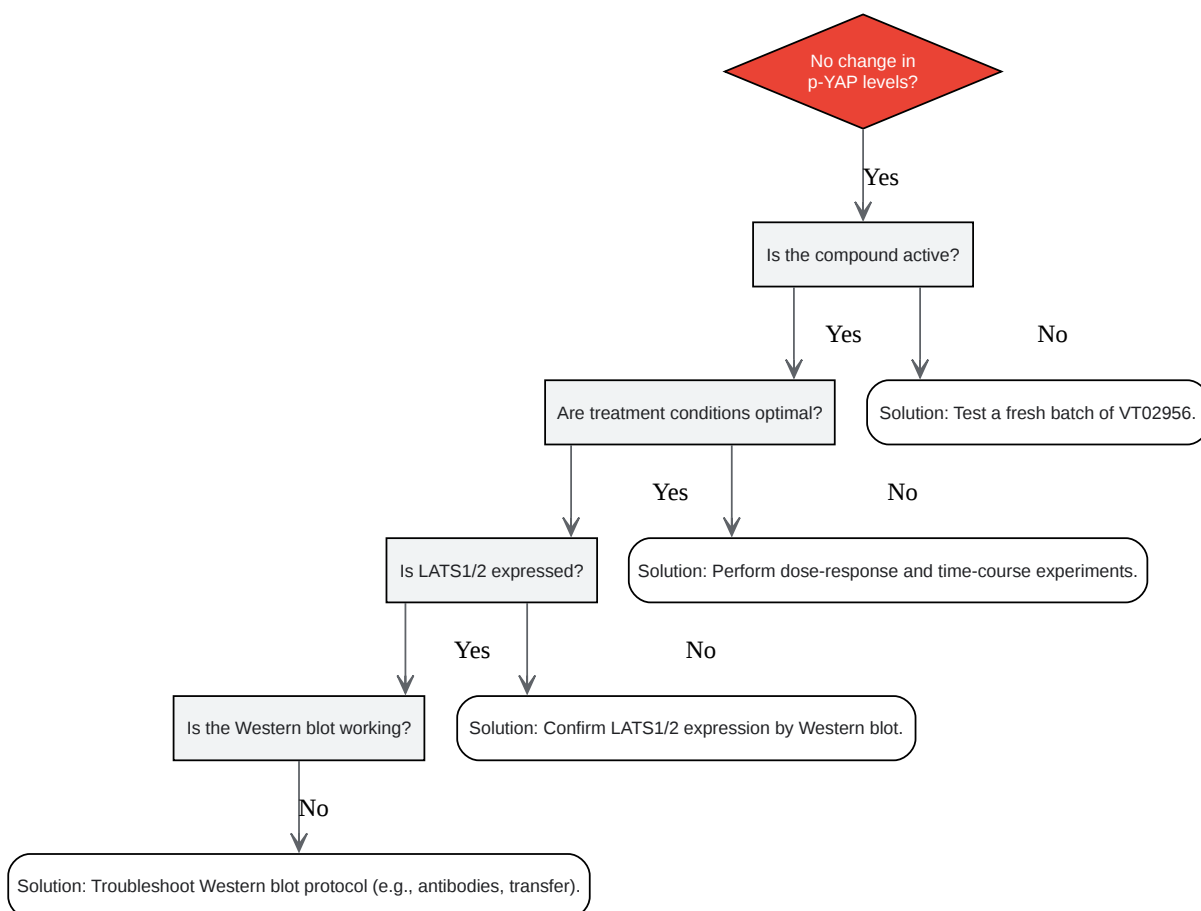 No change in
p-YAP levels?
Yes
Is the compound active?
Yes
No
Are treatment conditions optimal?
Solution: Test a fresh batch of VT02956.
Yes
No
Is LATS1/2 expressed?
Solution: Perform dose-response and time-course experiments.
Yes
No
Is the Western blot working?
Solution: Confirm LATS1/2 expression by Western blot.
No
Solution: Troubleshoot Western blot protocol (e.g., antibodies, transfer).